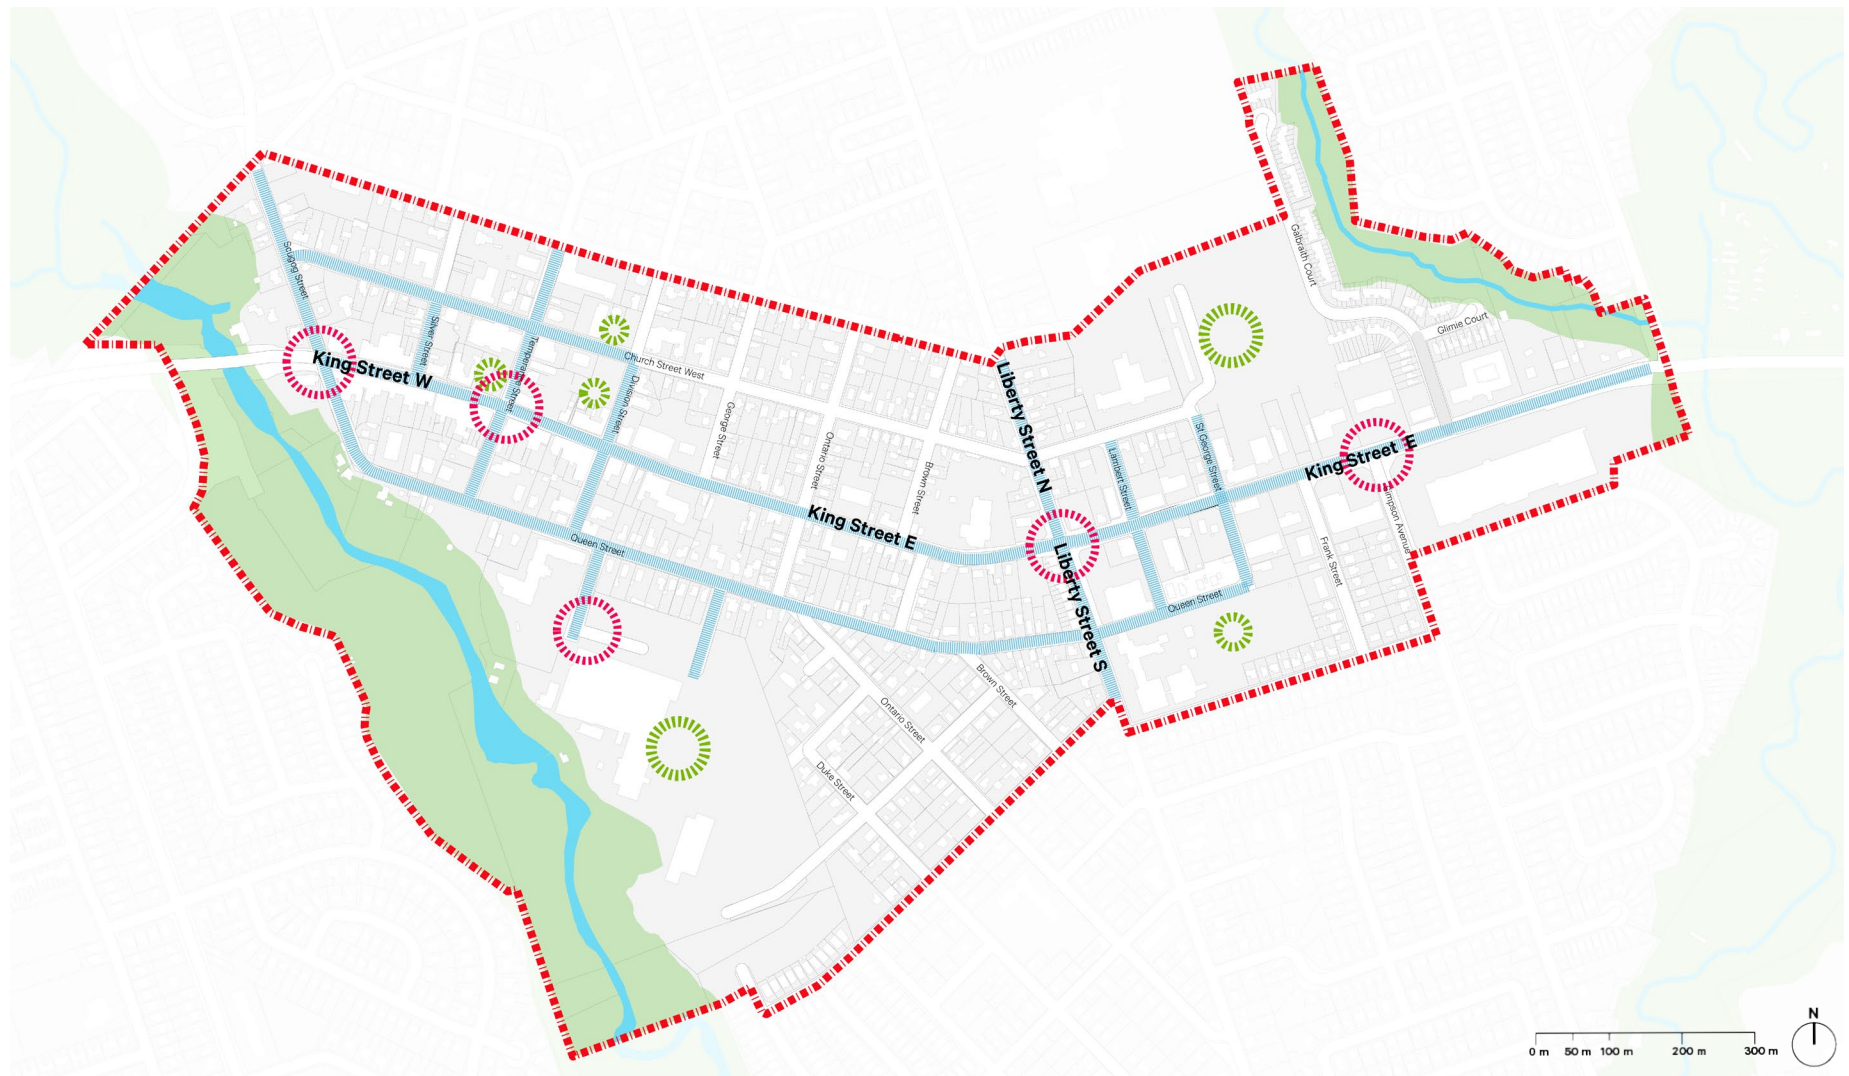 Galbraith Court
Scugog Street
Glimie Court
Silver Street
Temperance Street
King Street W
Church Street West
Division Street
Liberty Street N
George Street
Ontario Street
Brown Street
Lambert Street
St George Street
King Street E
King Street E
Queen Street
Simpson Avenue
Frank Street
Liberty Street S
Queen Street
Brown Street
Ontario Street
Duke Street
N
0 m 50 m 100 m 200 m 300 m